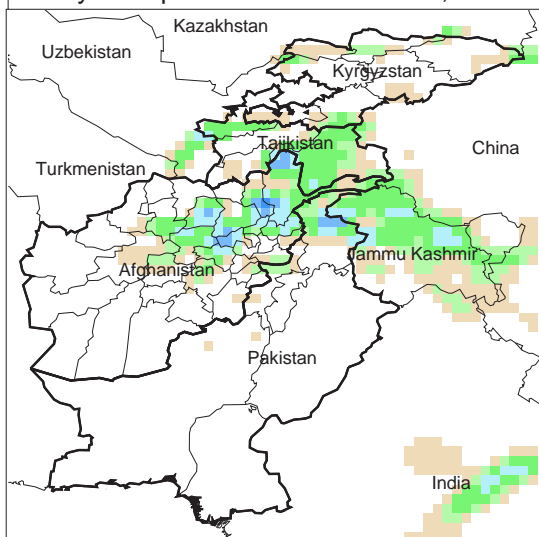 Kazakhstan
Uzbekistan
Kyrgyzstan
Tajikistan
China
Turkmenistan
Jammu Kashmir
Afghanistan
Pakistan
India